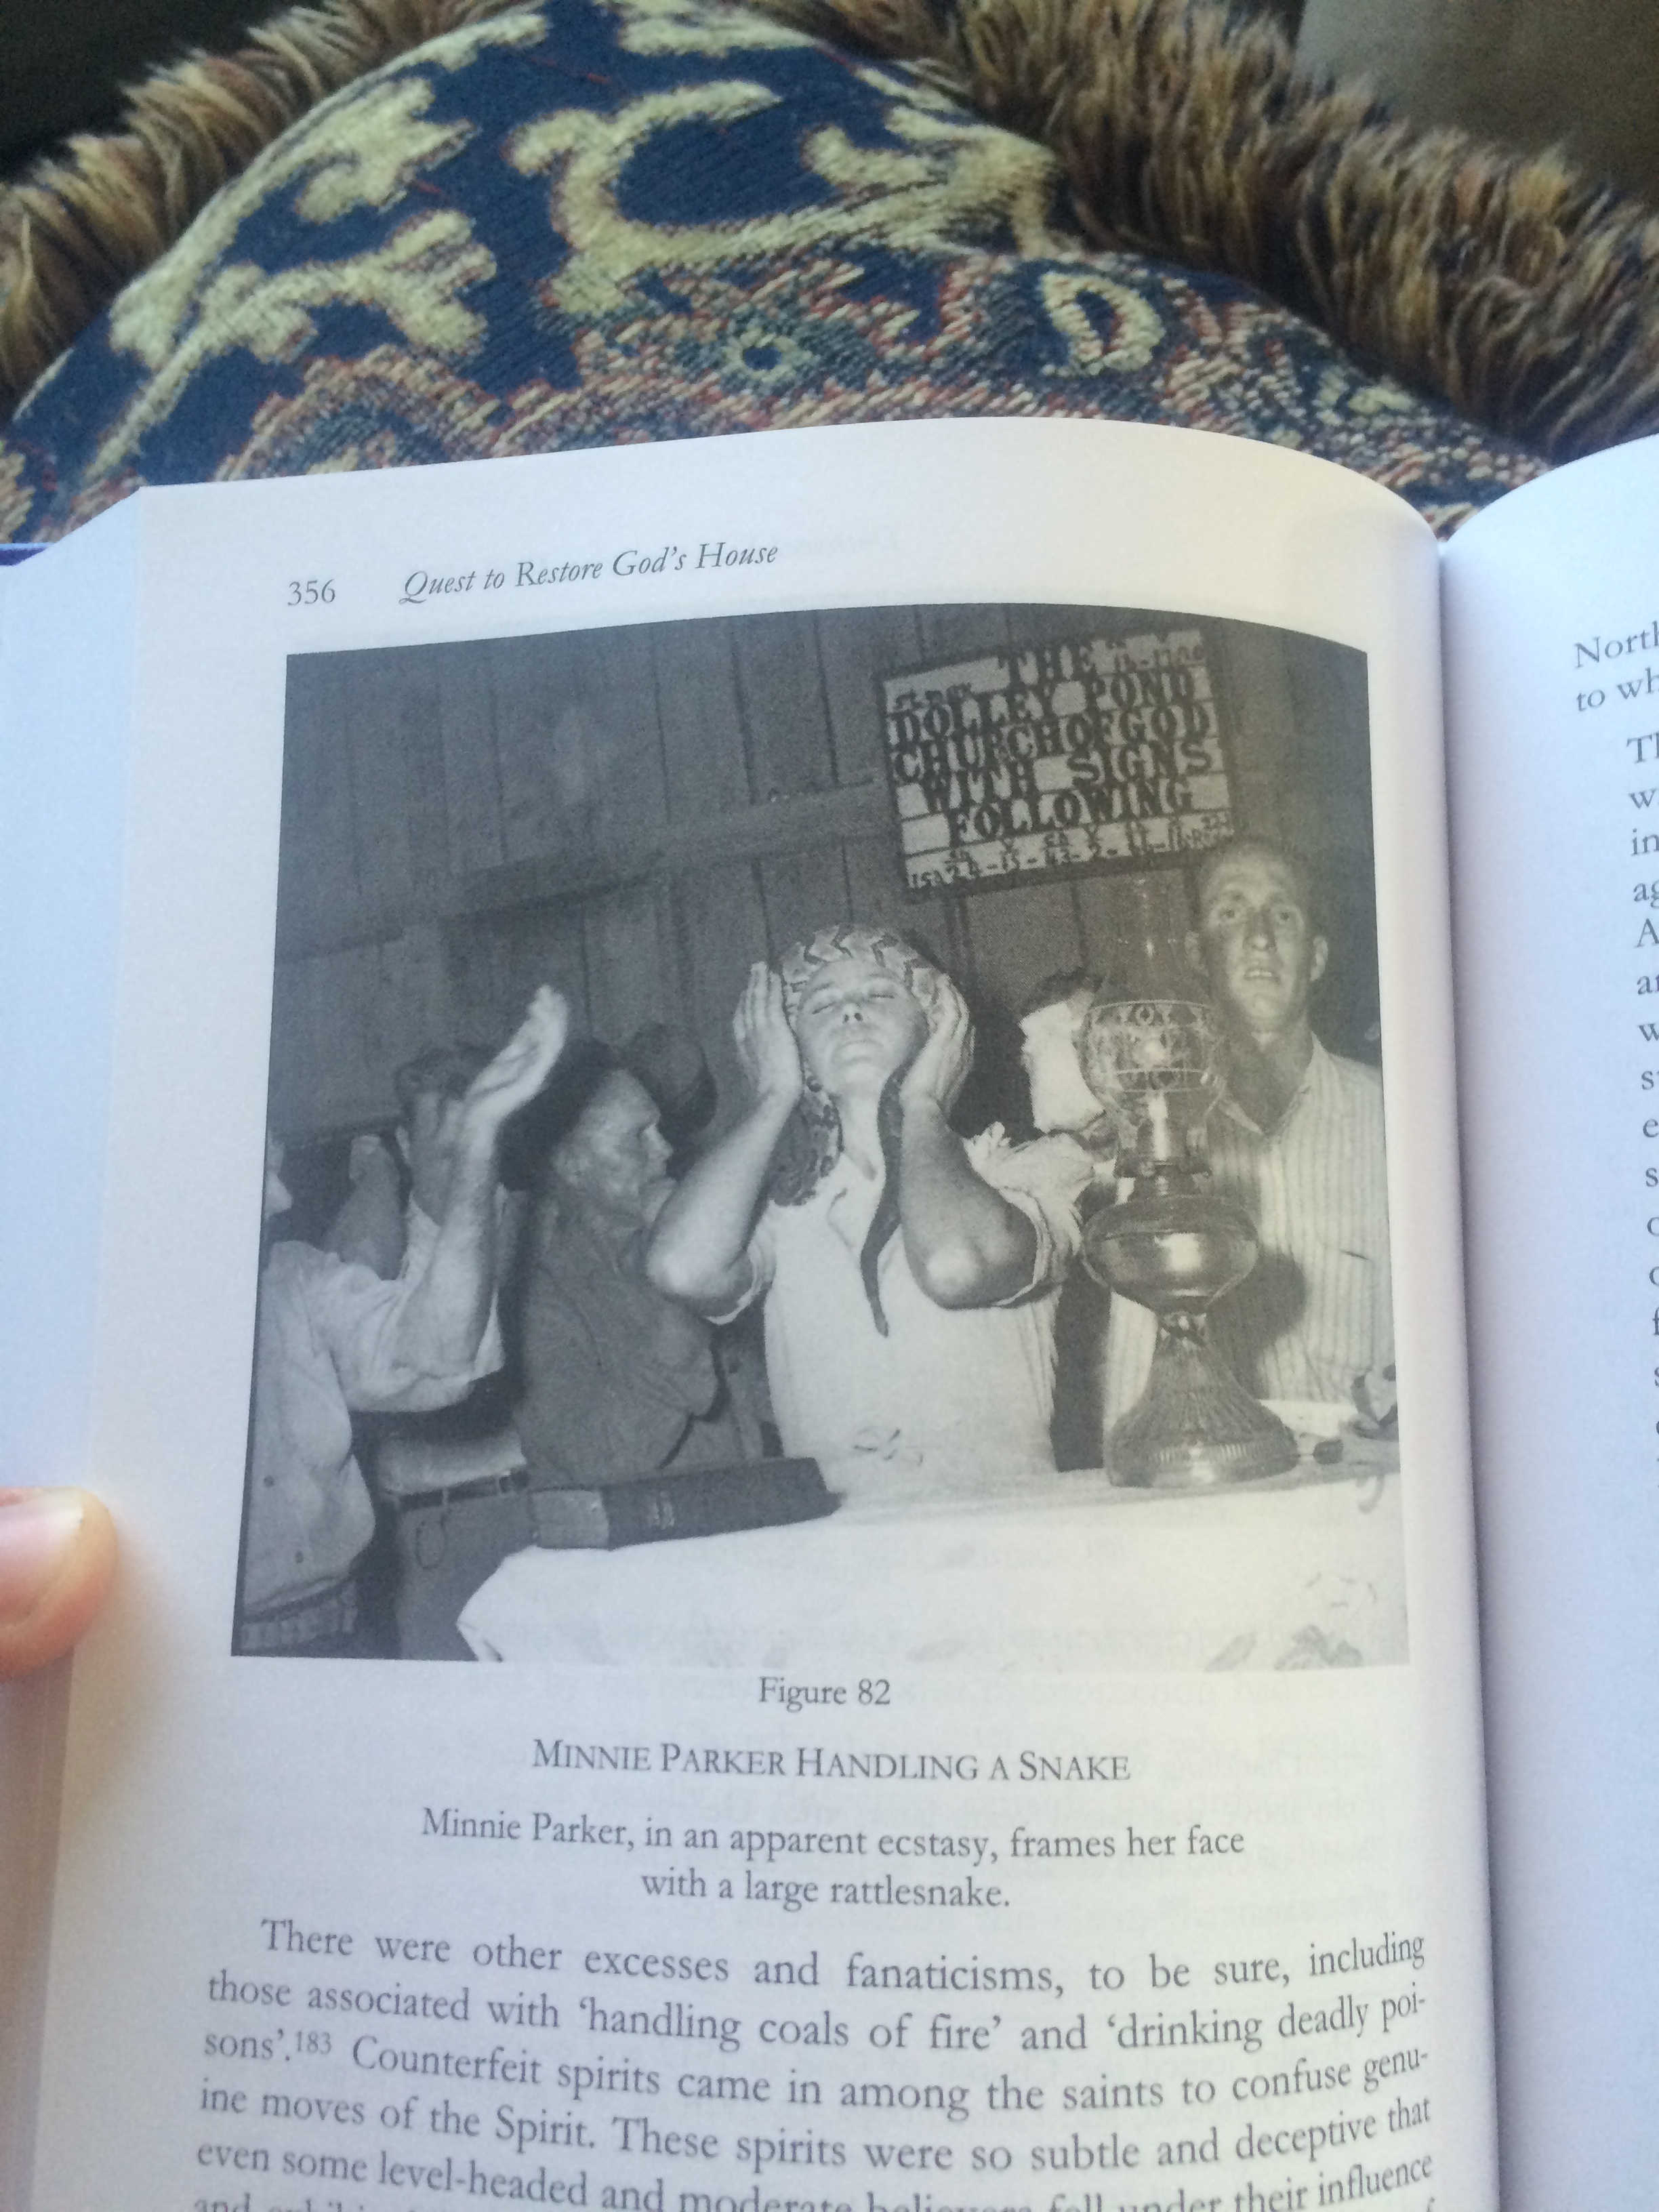 356 Quest to Restore God's House
THE
DOLLEY POND
CHURCH OF GOD
WITH SIGNS
FOLLOWING
Figure 82
MINNIE PARKER HANDLING A SNAKE
Minnie Parker, in an apparent ecstasy, frames her face
with a large rattlesnake.
There were other excesses and fanaticisms, to be sure, including
those associated with ‘handling coals of fire’ and ‘drinking deadly poi-
sons’.183 Counterfeit spirits came in among the saints to confuse genu-
ine moves of the Spirit. These spirits were so subtle and deceptive that
even some level-headed and moderate believers fell under their influence
to